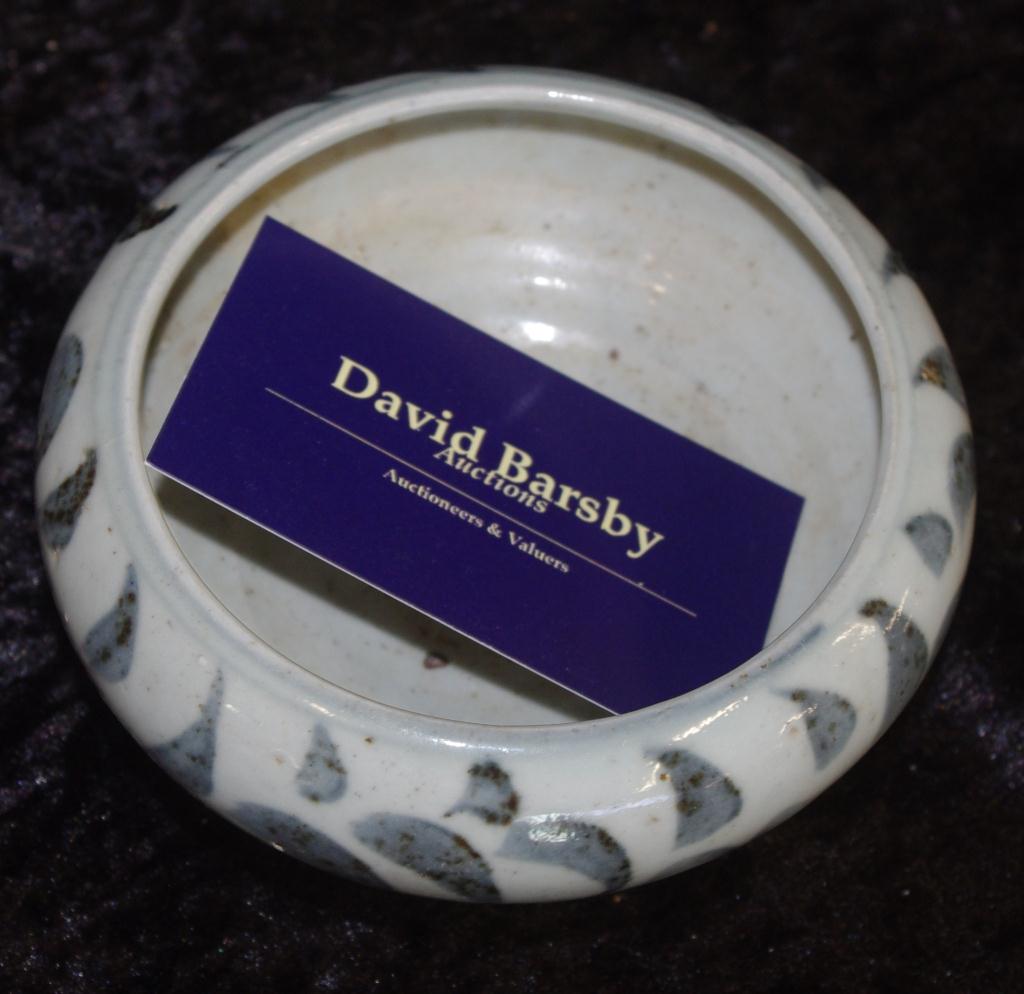 David Barsby
Auctions
Auctioneers & Valuers